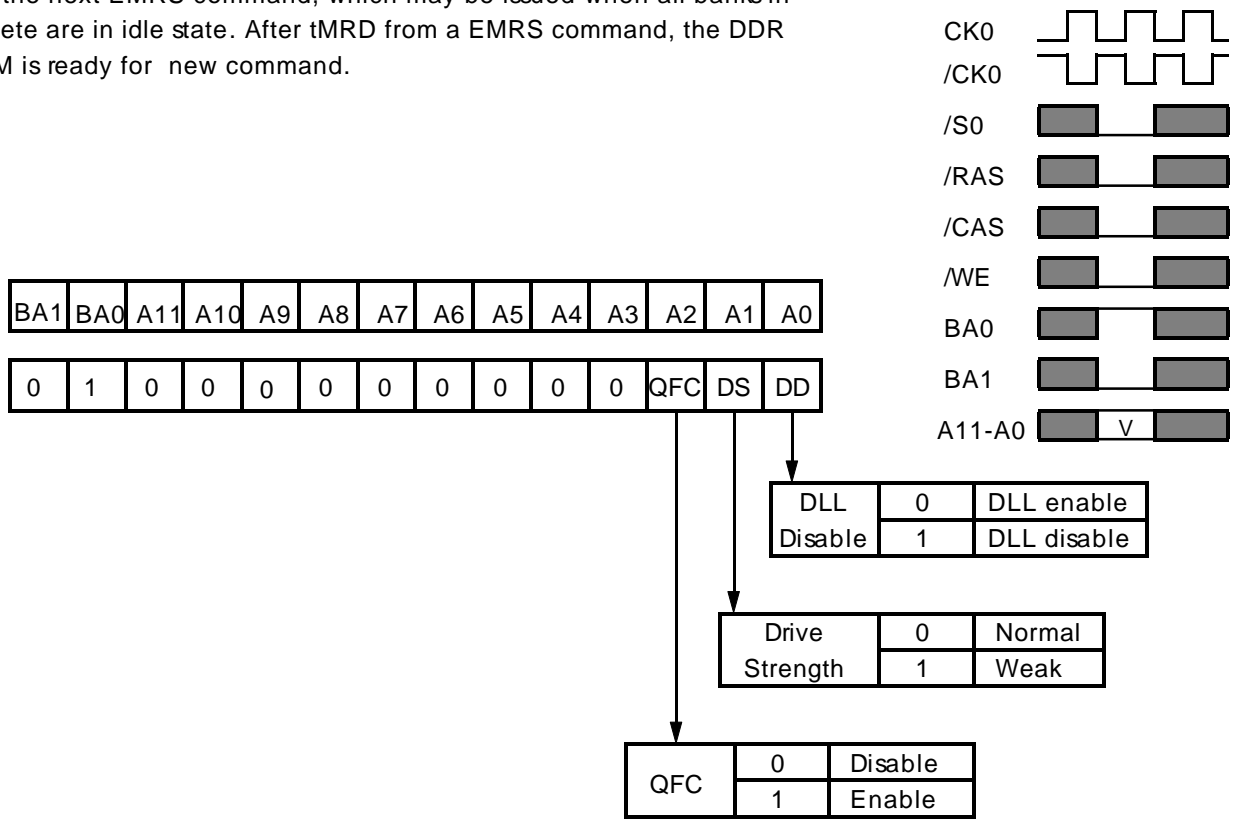 the next EMRS command, which may be issued when all banks in
ete are in idle state. After tMRD from a EMRS command, the DDR
M is ready for new command.
CK0
/CK0
/S0
/RAS
/CAS
/WE
BA0
BA1
A11-A0 V
BA1 BA0 A11 A10 A9 A8 A7 A6 A5 A4 A3 A2 A1 A0
0 1 0 0 0 0 0 0 0 0 0 QFC DS DD
DLL 0 DLL enable
Disable 1 DLL disable
Drive 0 Normal
Strength 1 Weak
QFC 0 Disable
1 Enable